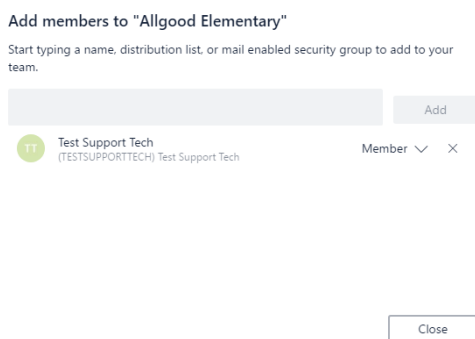 Add members to "Allgood Elementary"
Start typing a name, distribution list, or mail enabled security group to add to your
team.
Add
TT
Test Support Tech
Member
(TESTSUPPORTTECH) Test Support Tech
Close